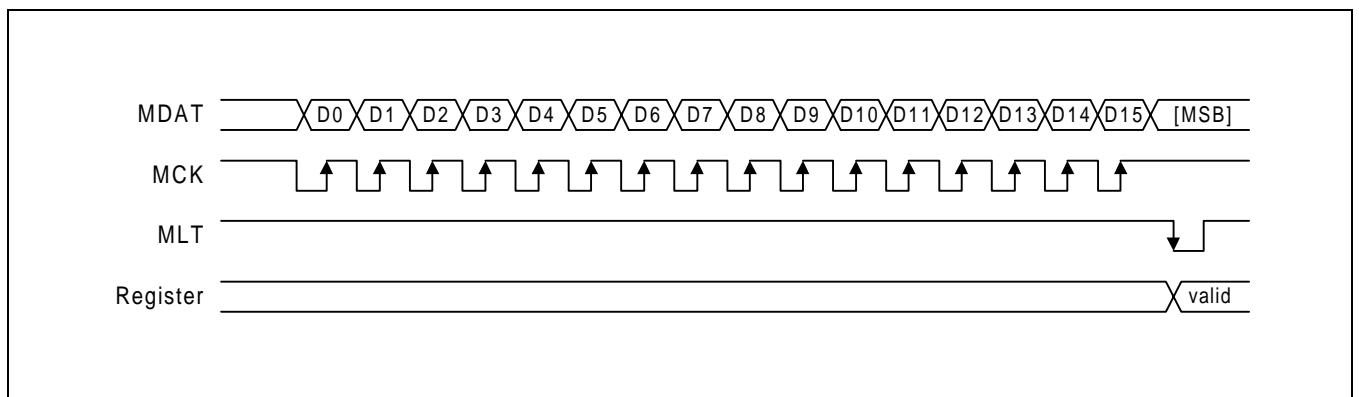 MDAT D0 D1 D2 D3 D4 D5 D6 D7 D8 D9 D10 D11 D12 D13 D14 D15 [MSB]
MCK
MLT
Register valid